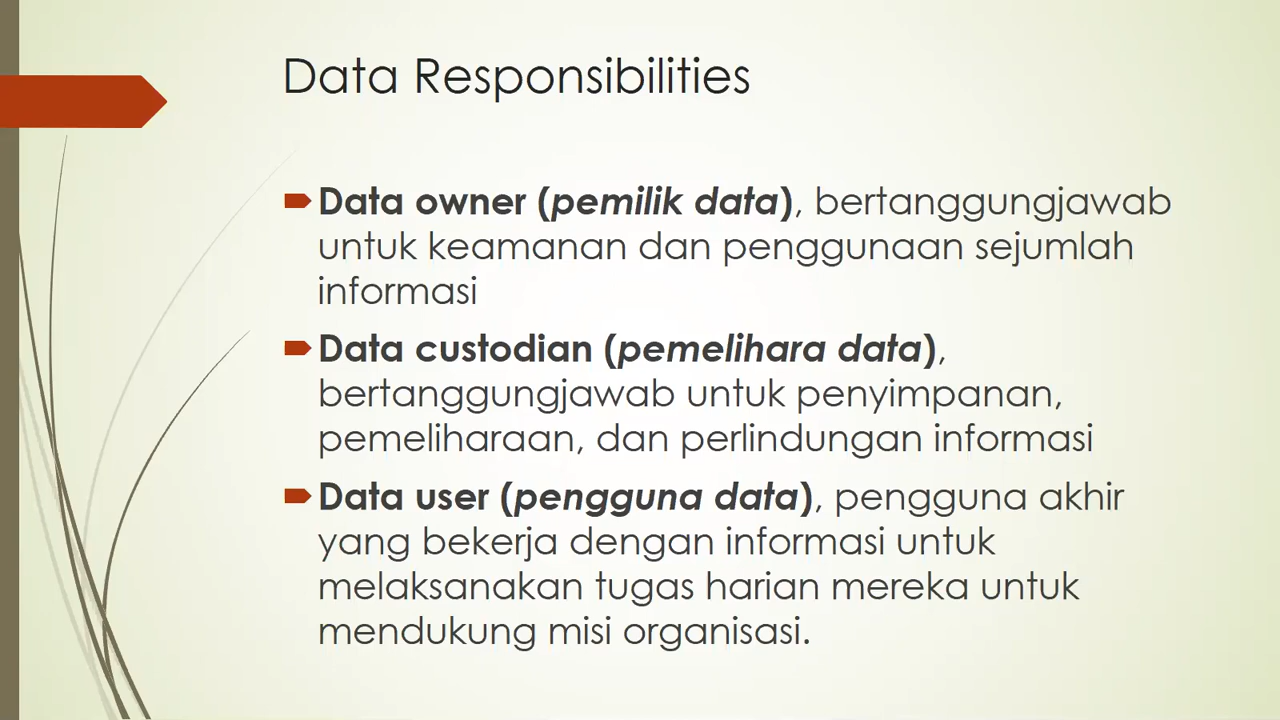 Data Responsibilities
Data owner (pemilik data), bertanggungjawab
untuk keamanan dan penggunaan sejumlah
informasi
Data custodian (pemelihara data),
bertanggungjawab untuk penyimpanan,
pemeliharaan, dan perlindungan informasi
Data user (pengguna data), pengguna akhir
yang bekerja dengan informasi untuk
melaksanakan tugas harian mereka untuk
mendukung misi organisasi.